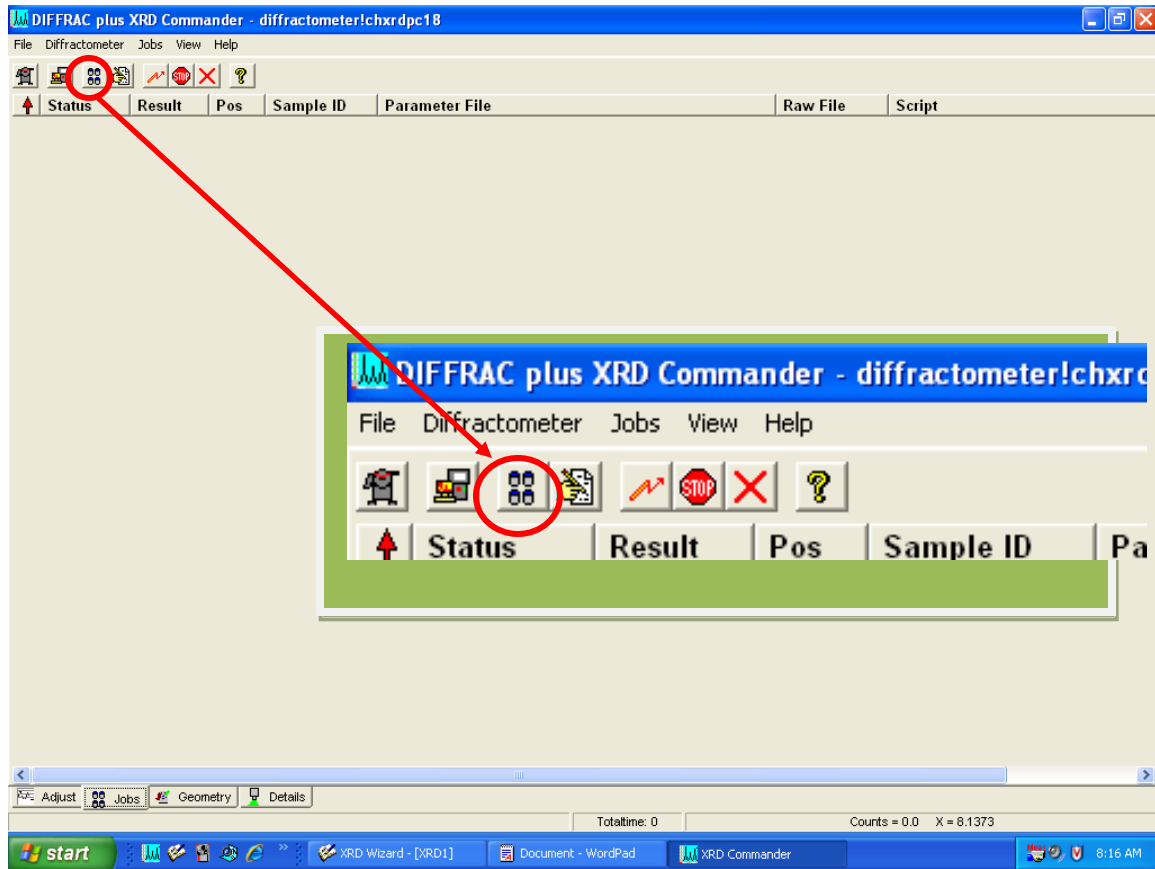 DIFFRAC plus XRD Commander - diffractometer!chxrdpc18
File Diffractometer Jobs View Help
STOP ?
Status Result Pos Sample ID Parameter File Raw File Script
DIFFRAC plus XRD Commander - diffractometer!chxrd
File Diffractometer Jobs View Help
STOP ?
Status Result Pos Sample ID Pa
Adjust Jobs Geometry Details
Totaltime: 0 Counts = 0.0 X = 8.1373
start XRD Wizard - [XRD1] Document - WordPad XRD Commander 8:16 AM